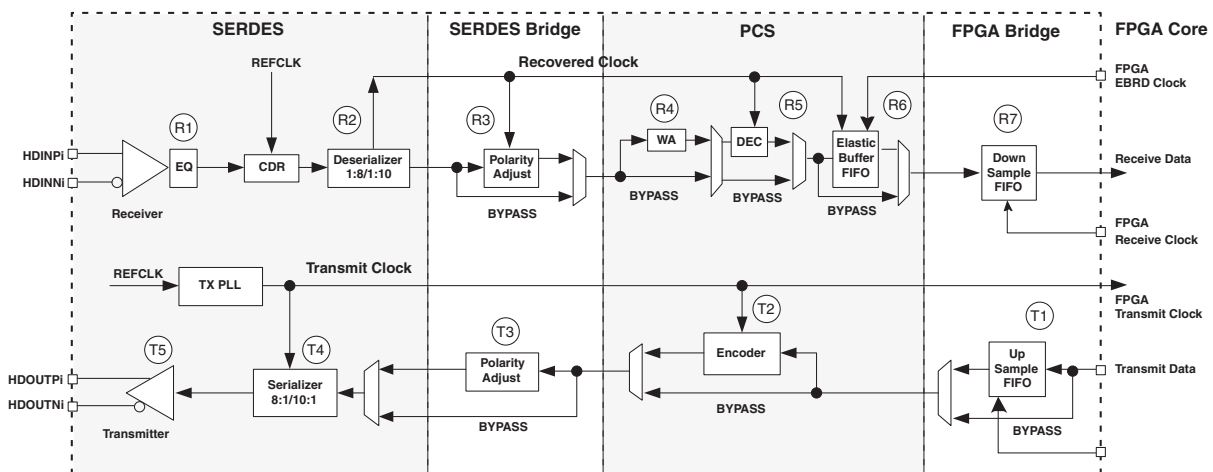 SERDES
SERDES Bridge
PCS
FPGA Bridge
FPGA Core
REFCLK
Recovered Clock
FPGA
EBRD Clock
R1
R2
R3
R4
R5
R6
R7
HDINPi
HDINNi
EQ
CDR
Deserializer
1:8/1:10
Polarity
Adjust
WA
DEC
Elastic
Buffer
FIFO
Down
Sample
FIFO
Receive Data
Receiver
BYPASS
BYPASS
BYPASS
BYPASS
FPGA
Receive Clock
REFCLK
TX PLL
Transmit Clock
FPGA
Transmit Clock
T5
T4
T3
T2
T1
HDOUTPi
HDOUTNi
Transmitter
Serializer
8:1/10:1
Polarity
Adjust
Encoder
Up
Sample
FIFO
Transmit Data
BYPASS
BYPASS
BYPASS